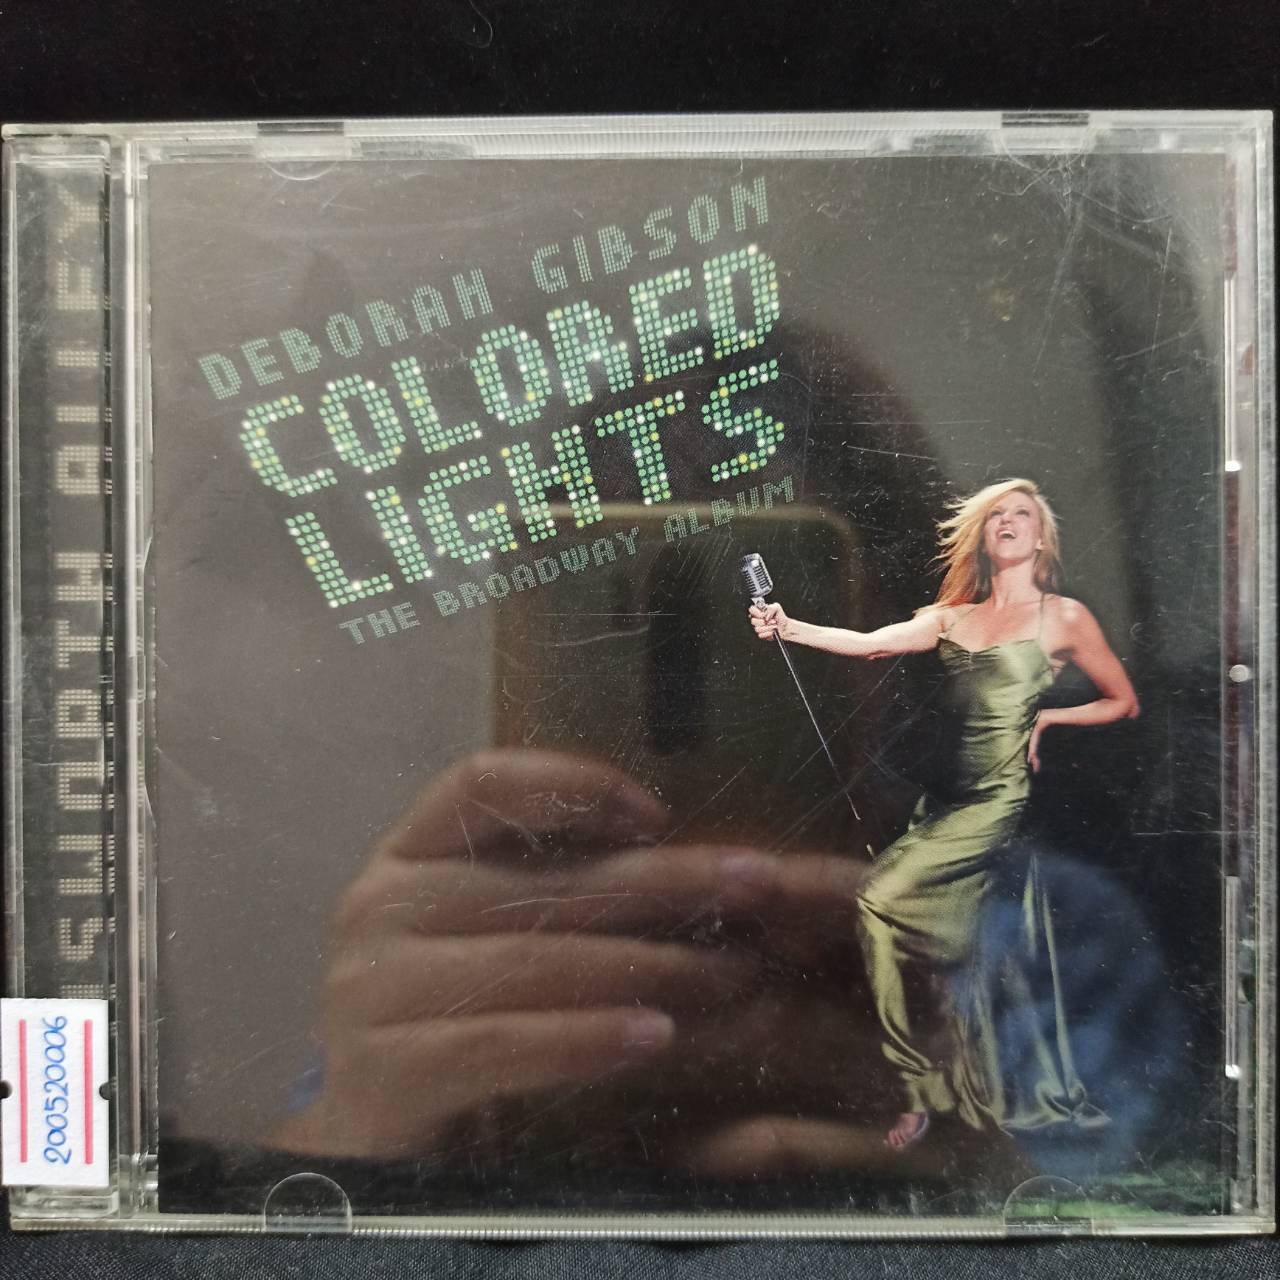 DEBORAH GIBSON
COLORED
LIGHTS
THE BROADWAY ALBUM
200520006